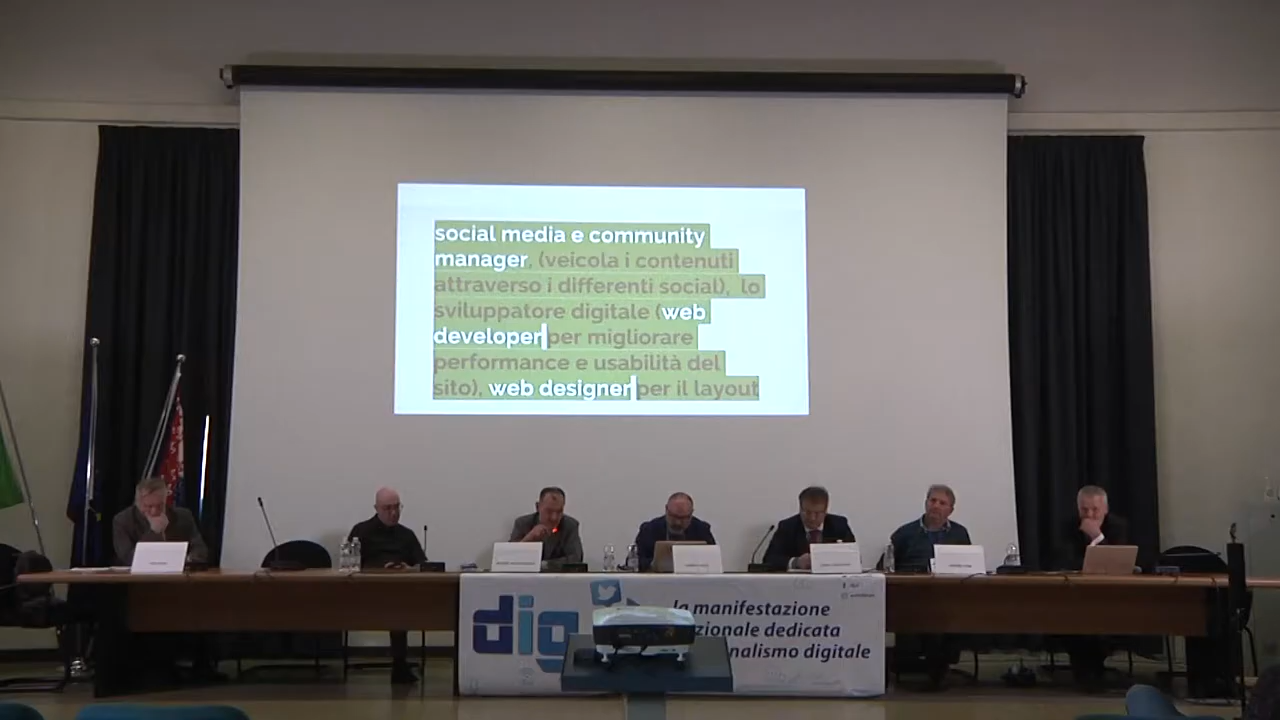 social media e community
manager, (veicola i contenuti
attraverso i differenti social), lo
sviluppatore digitale (web
developer per migliorare
performance e usabilità del
sito), web designer per il layout
dig
la manifestazione
zionale dedicata
nalismo digitale